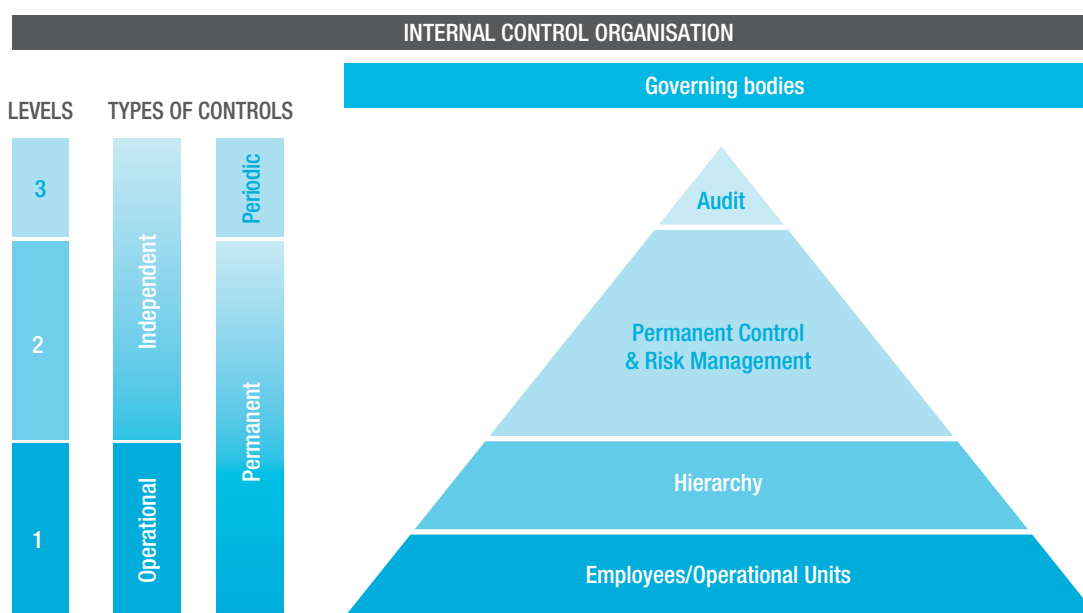 INTERNAL CONTROL ORGANISATION
Governing bodies
LEVELS
TYPES OF CONTROLS
3
2
1
Independent
Operational
Periodic
Permanent
Audit
Permanent Control
& Risk Management
Hierarchy
Employees/Operational Units